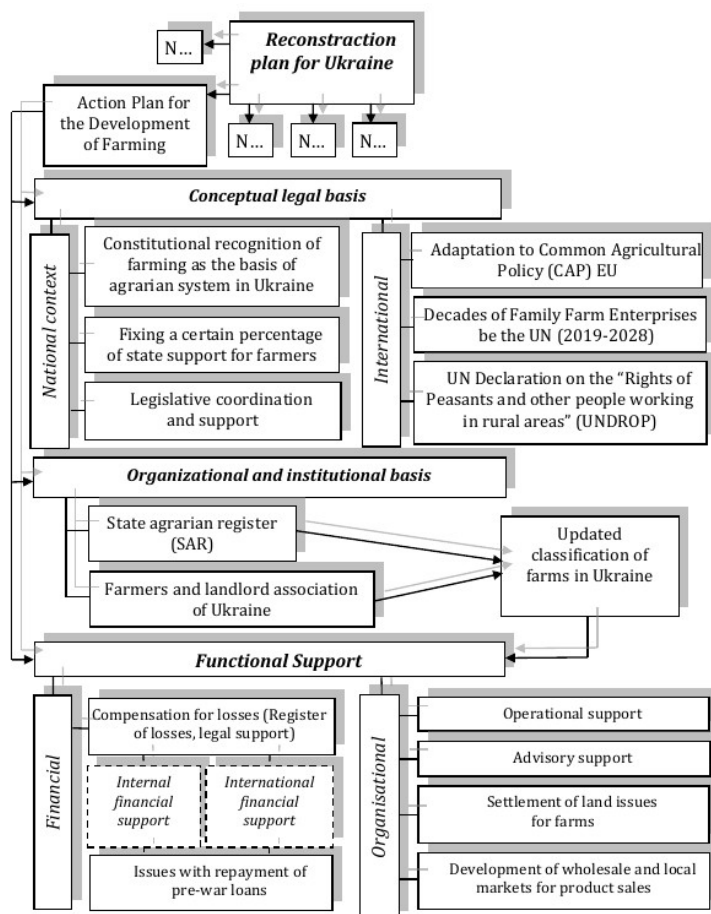 Reconstraction
plan for Ukraine
N...
Action Plan for
the Development
of Farming
N...
N...
N...
Conceptual legal basis
National context
Constitutional recognition of
farming as the basis of
agrarian system in Ukraine
Fixing a certain percentage
of state support for farmers
Legislative coordination
and support
International
Adaptation to Common Agricultural
Policy (CAP) EU
Decades of Family Farm Enterprises
be the UN (2019-2028)
UN Declaration on the “Rights of
Peasants and other people working
in rural areas” (UNDROP)
Organizational and institutional basis
State agrarian register
(SAR)
Farmers and landlord association
of Ukraine
Updated
classification of
farms in Ukraine
Functional Support
Financial
Compensation for losses (Register
of losses, legal support)
Internal
financial
support
International
financial
support
Issues with repayment of
pre-war loans
Organisational
Operational support
Advisory support
Settlement of land issues
for farms
Development of wholesale and local
markets for product sales